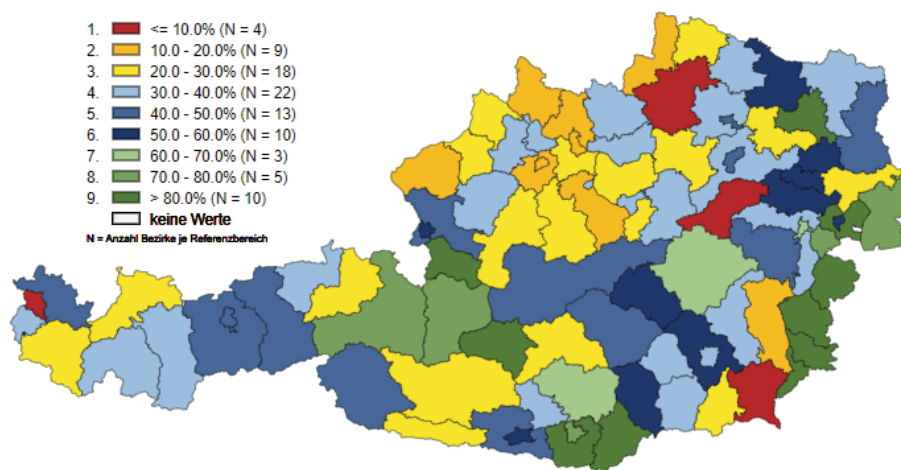 1. <= 10.0% (N = 4)
2. 10.0 - 20.0% (N = 9)
3. 20.0 - 30.0% (N = 18)
4. 30.0 - 40.0% (N = 22)
5. 40.0 - 50.0% (N = 13)
6. 50.0 - 60.0% (N = 10)
7. 60.0 - 70.0% (N = 3)
8. 70.0 - 80.0% (N = 5)
9. > 80.0% (N = 10)
keine Werte
N = Anzahl Bezirke je Referenzbereich